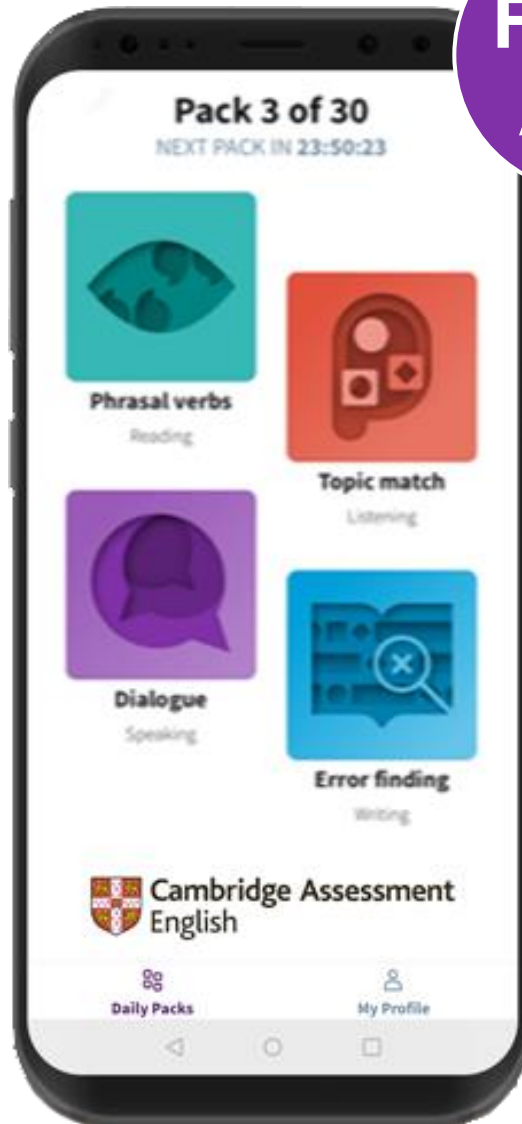 Pack 3 of 30
NEXT PACK IN 23:50:23
Phrasal verbs
Reading
Topic match
Listening
Dialogue
Speaking
Error finding
Writing
Cambridge Assessment
English
Daily Packs
My Profile